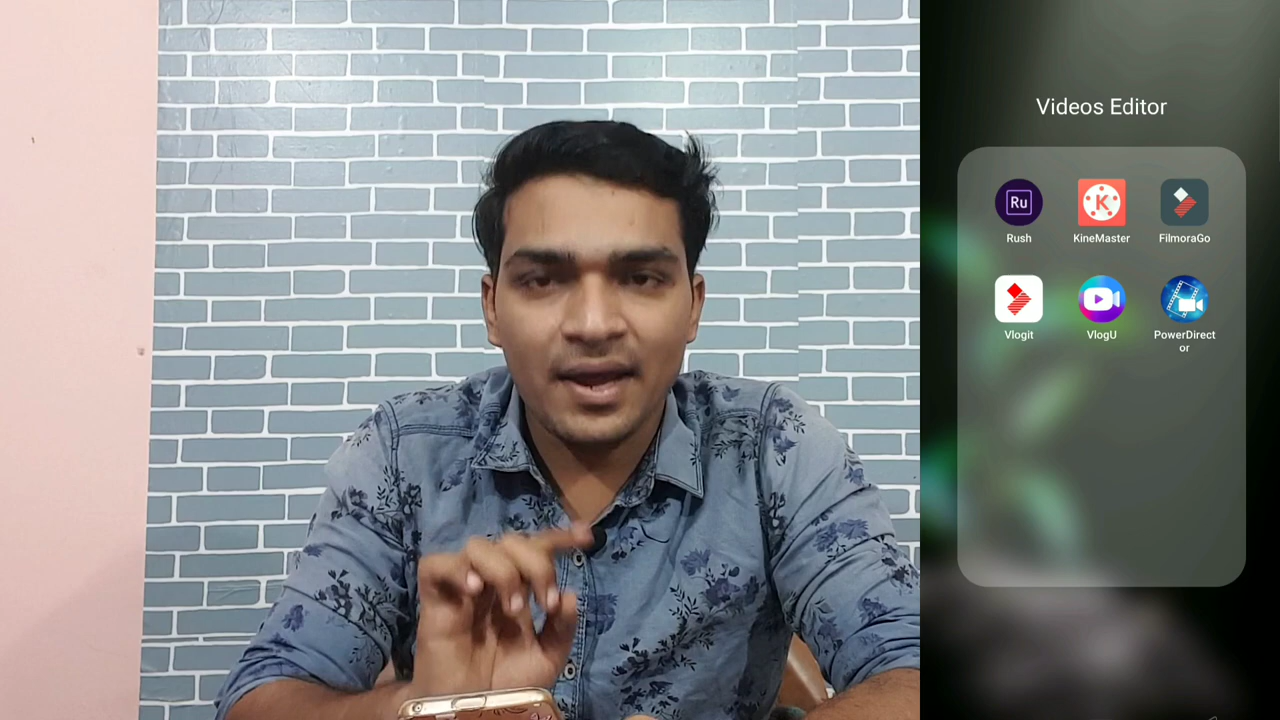 Videos Editor
Ru
K
Rush
KineMaster
FilmoraGo
Vlogit
VlogU
PowerDirect
or